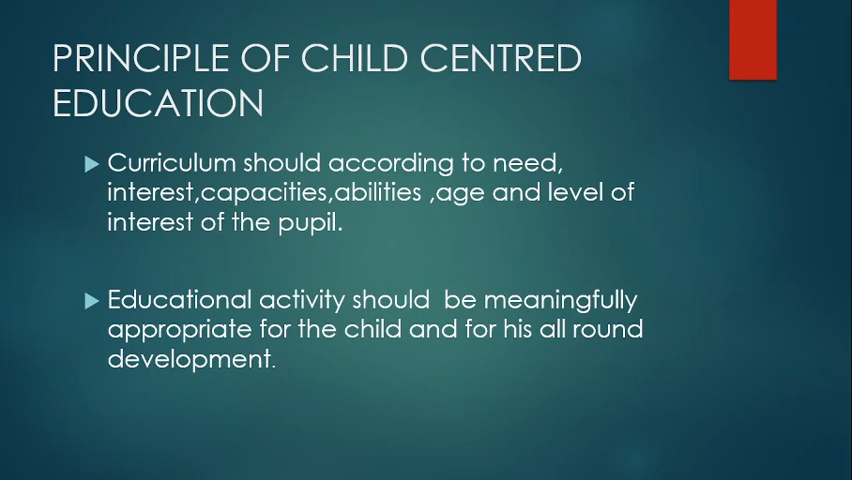 PRINCIPLE OF CHILD CENTRED
EDUCATION
Curriculum should according to need,
interest,capacities,abilities ,age and level of
interest of the pupil.
Educational activity should  be meaningfully
appropriate for the child and for his all round
development.